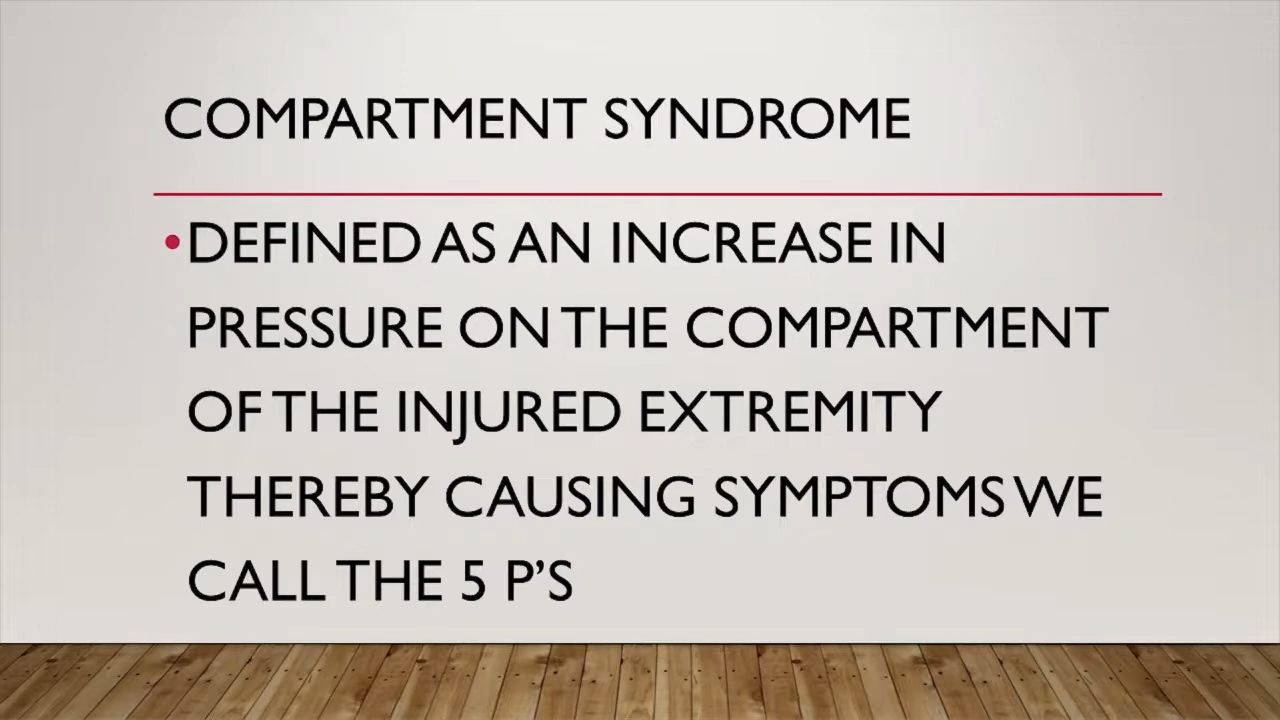 COMPARTMENT SYNDROME
•DEFINED AS AN INCREASE IN
PRESSURE ON THE COMPARTMENT
OF THE INJURED EXTREMITY
THEREBY CAUSING SYMPTOMS WE
CALL THE 5 P’S